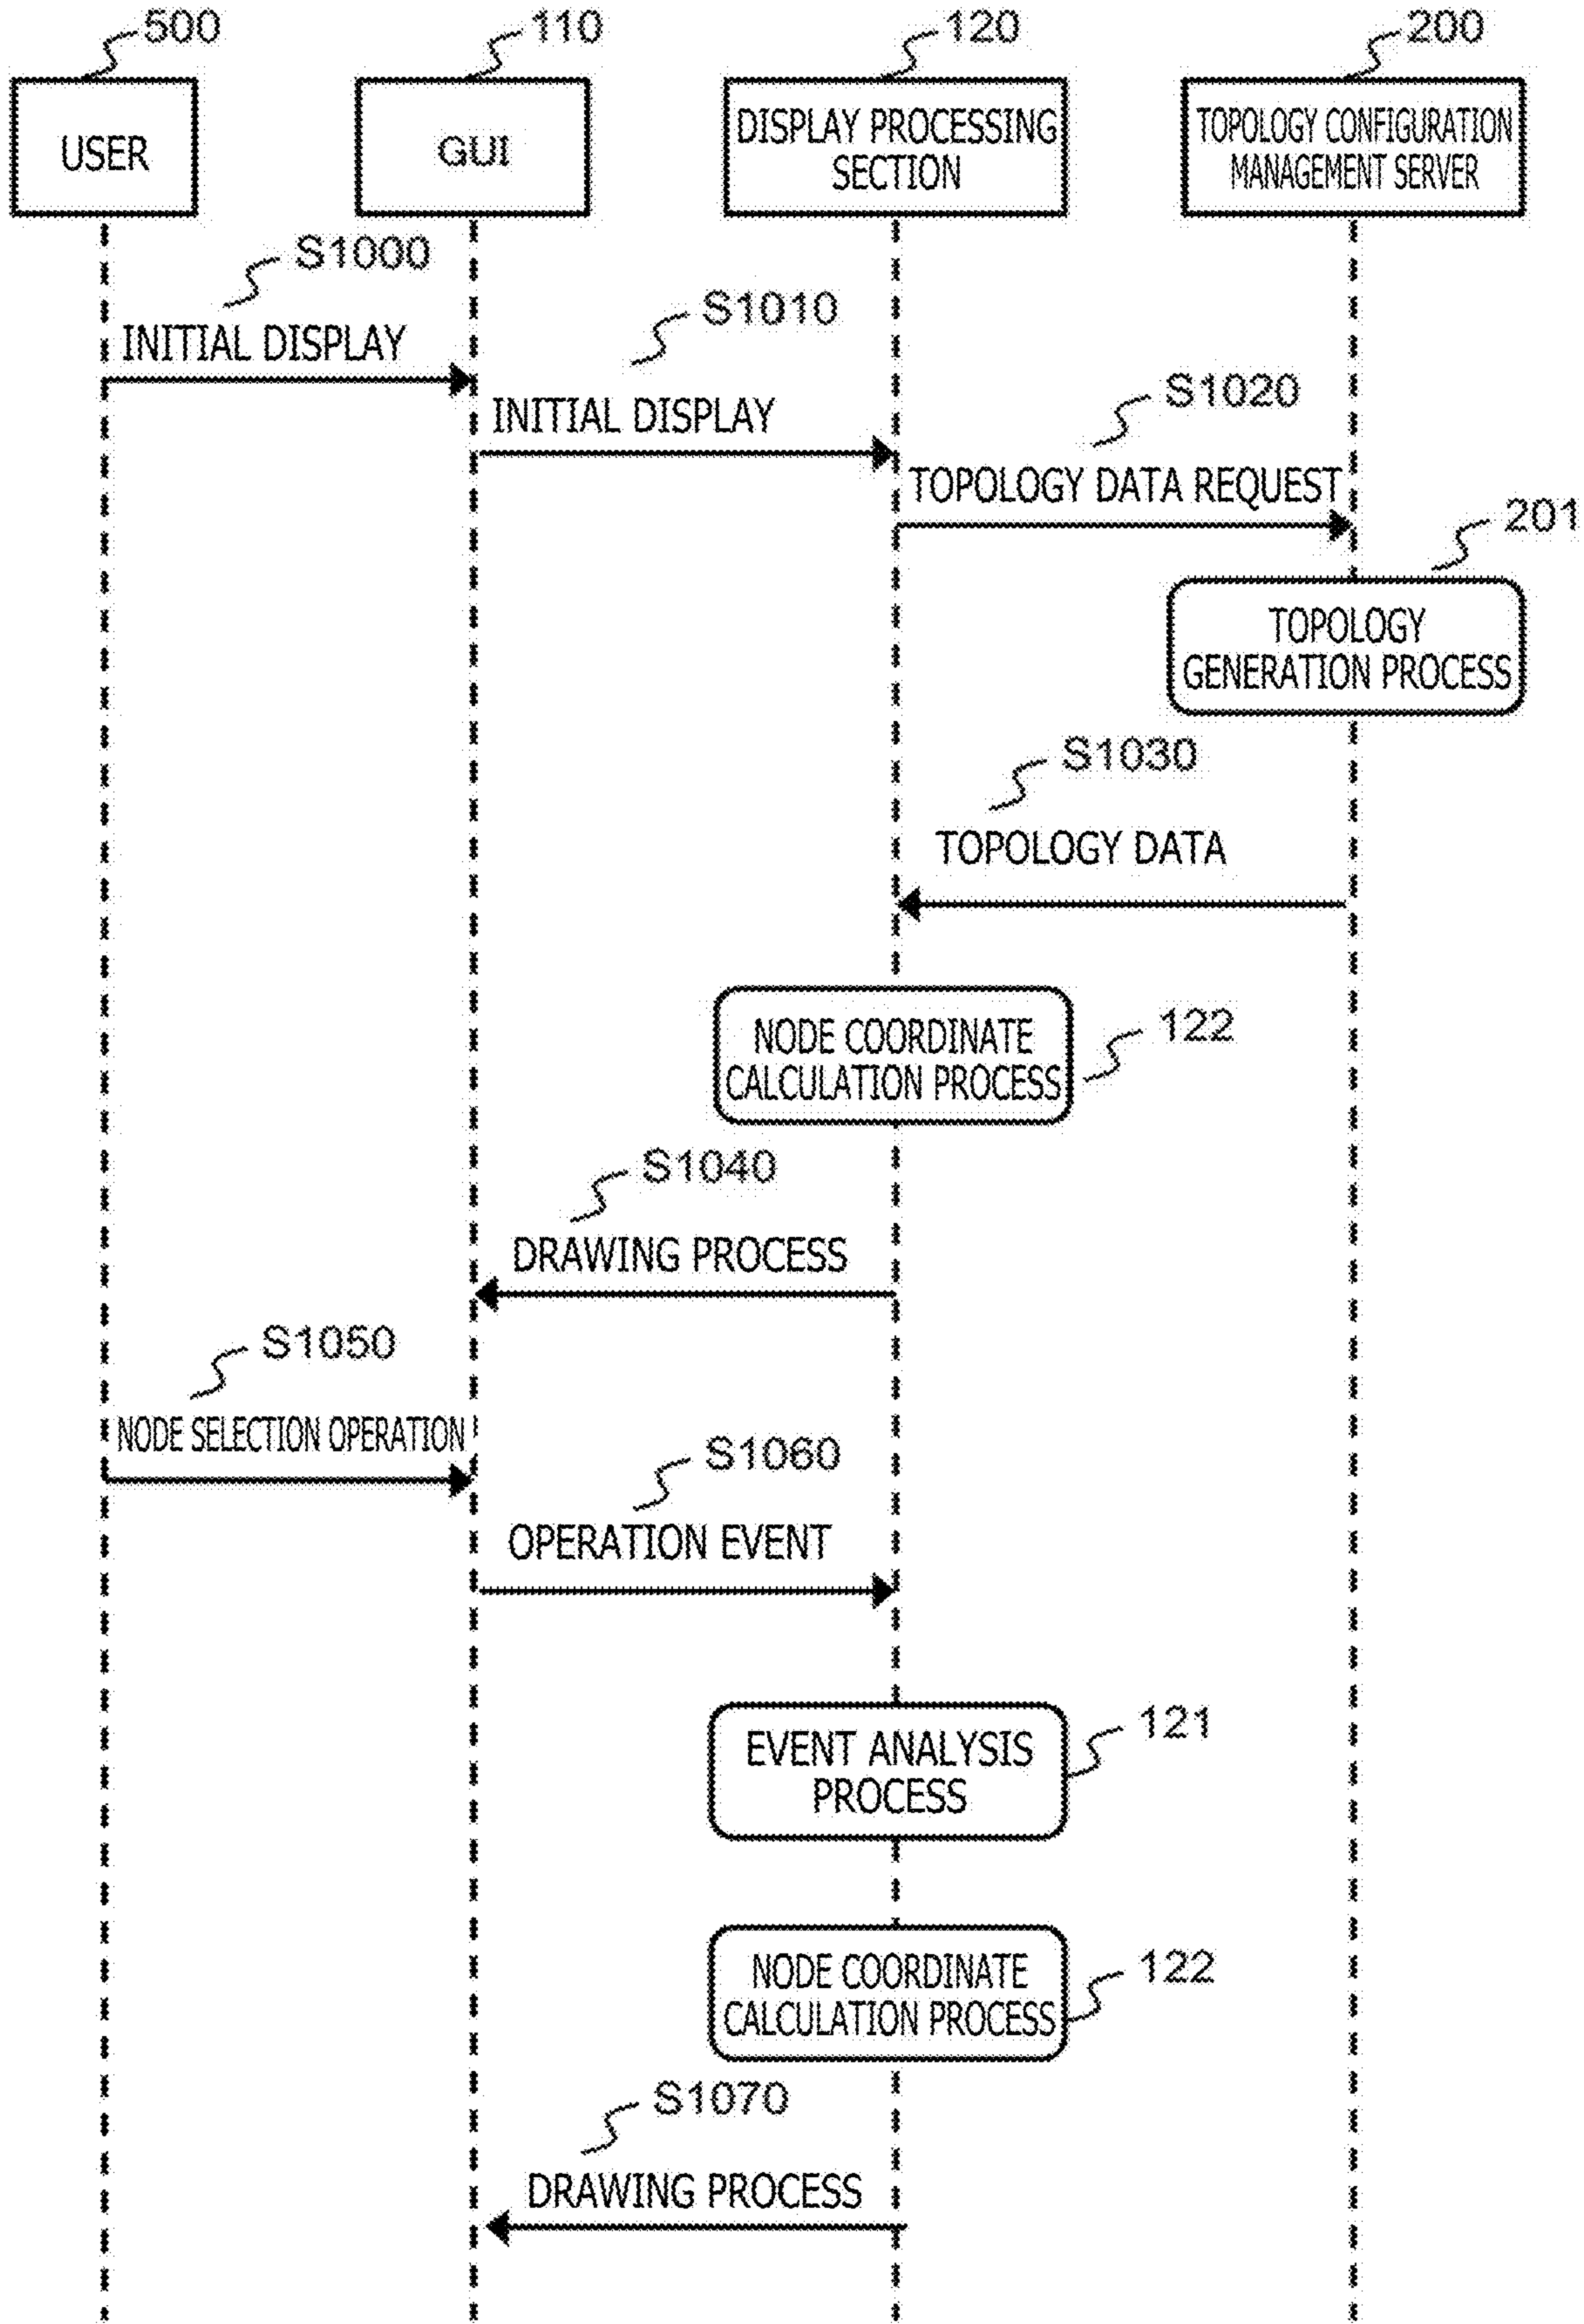 500
110
120
200
USER
GUI
DISPLAY PROCESSING
SECTION
TOPOLOGY CONFIGURATION
MANAGEMENT SERVER
S1000
INITIAL DISPLAY
S1010
INITIAL DISPLAY
S1020
TOPOLOGY DATA REQUEST
201
TOPOLOGY
GENERATION PROCESS
S1030
TOPOLOGY DATA
NODE COORDINATE
CALCULATION PROCESS
122
S1040
DRAWING PROCESS
S1050
NODE SELECTION OPERATION
S1060
OPERATION EVENT
EVENT ANALYSIS
PROCESS
121
NODE COORDINATE
CALCULATION PROCESS
122
S1070
DRAWING PROCESS